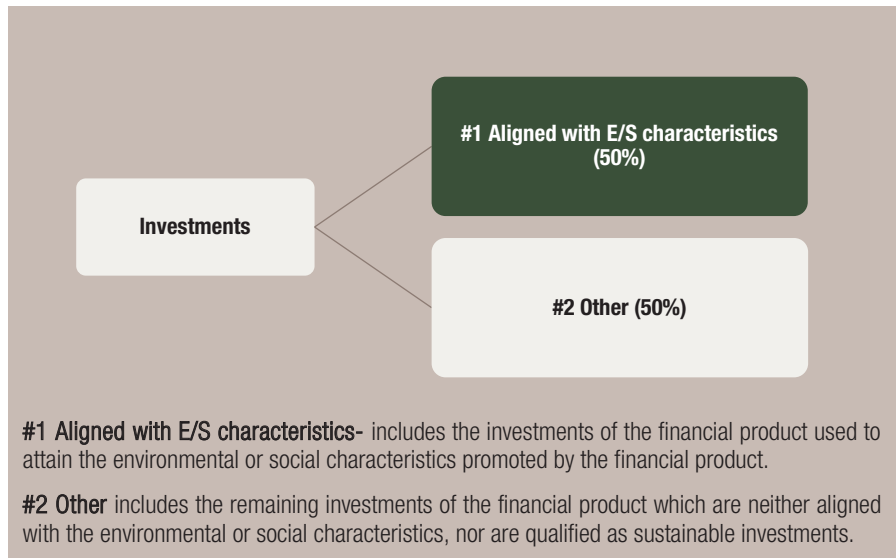 #1 Aligned with E/S characteristics
(50%)
Investments
#2 Other (50%)
#1 Aligned with E/S characteristics- includes the investments of the financial product used to
attain the environmental or social characteristics promoted by the financial product.
#2 Other includes the remaining investments of the financial product which are neither aligned
with the environmental or social characteristics, nor are qualified as sustainable investments.